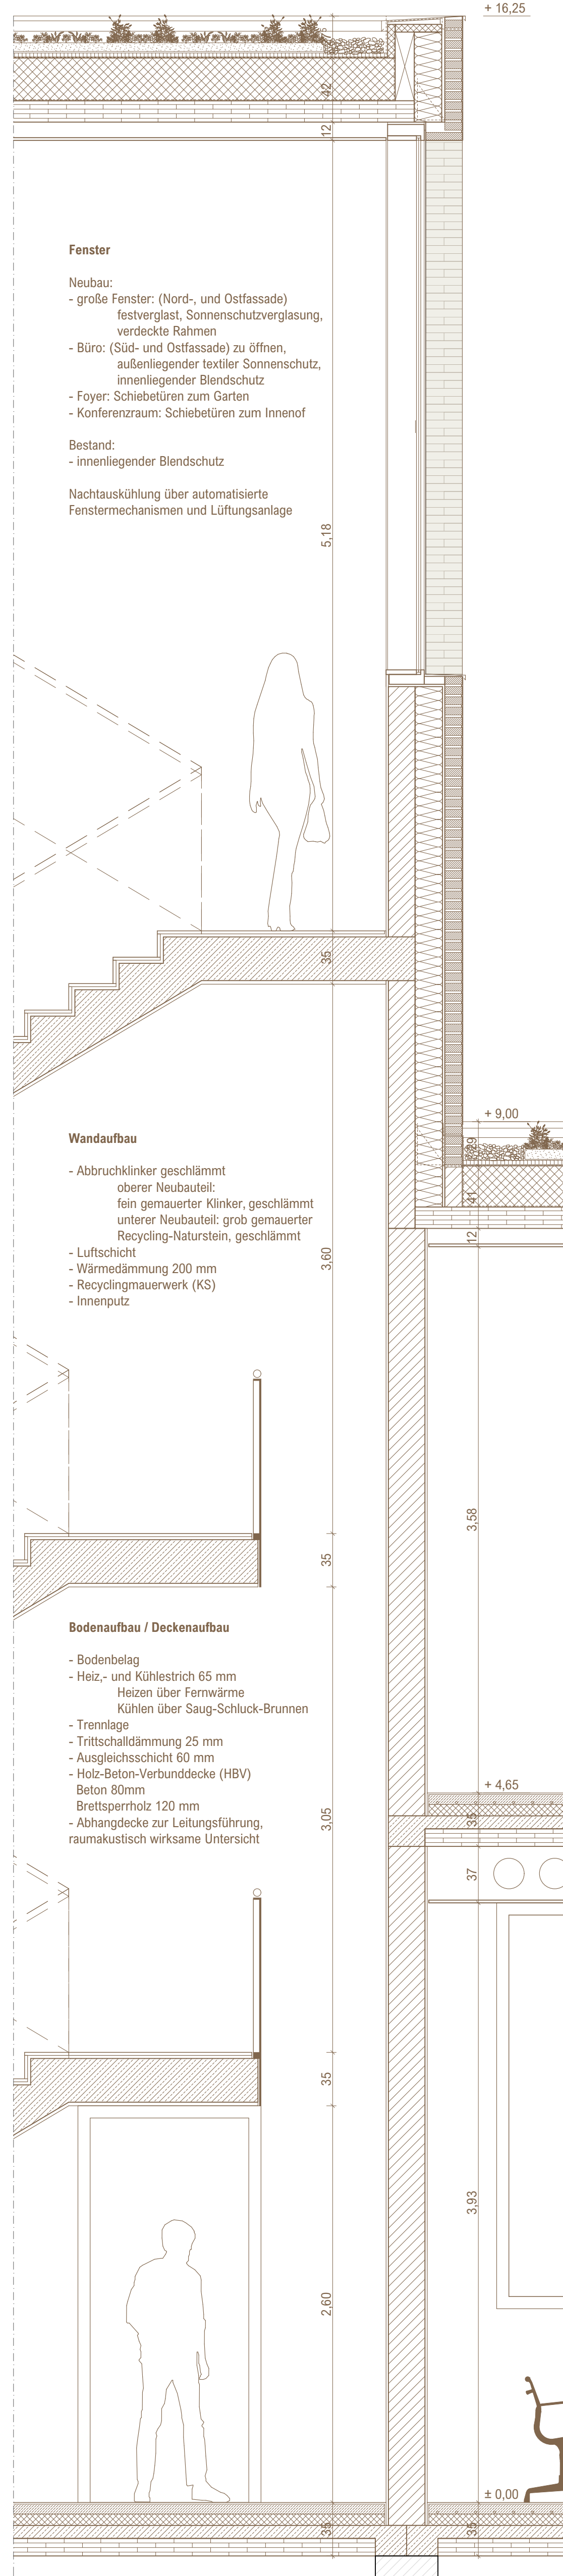 + 16,25
42
12
Fenster
Neubau:
- große Fenster: (Nord-, und Ostfassade)
festverglast, Sonnenschutzverglasung,
verdeckte Rahmen
- Büro: (Süd- und Ostfassade) zu öffnen,
außenliegender textiler Sonnenschutz,
innenliegender Blendschutz
- Foyer: Schiebetüren zum Garten
- Konferenzraum: Schiebetüren zum Innenof
Bestand:
- innenliegender Blendschutz
Nachtauskühlung über automatisierte
Fenstermechanismen und Lüftungsanlage
5,18
35
+ 9,00
29
41
12
Wandaufbau
- Abbruchklinker geschlämmt
oberer Neubauteil:
fein gemauerter Klinker, geschlämmt
unterer Neubauteil: grob gemauerter
Recycling-Naturstein, geschlämmt
- Luftschicht
- Wärmedämmung 200 mm
- Recyclingmauerwerk (KS)
- Innenputz
3,60
3,58
35
Bodenaufbau / Deckenaufbau
- Bodenbelag
- Heiz,- und Kühlestrich 65 mm
Heizen über Fernwärme
Kühlen über Saug-Schluck-Brunnen
- Trennlage
- Trittschalldämmung 25 mm
- Ausgleichsschicht 60 mm
- Holz-Beton-Verbunddecke (HBV)
Beton 80mm
Brettsperrholz 120 mm
- Abhangdecke zur Leitungsführung,
raumakustisch wirksame Untersicht
3,05
+ 4,65
35
37
35
3,93
2,60
± 0,00
35
35